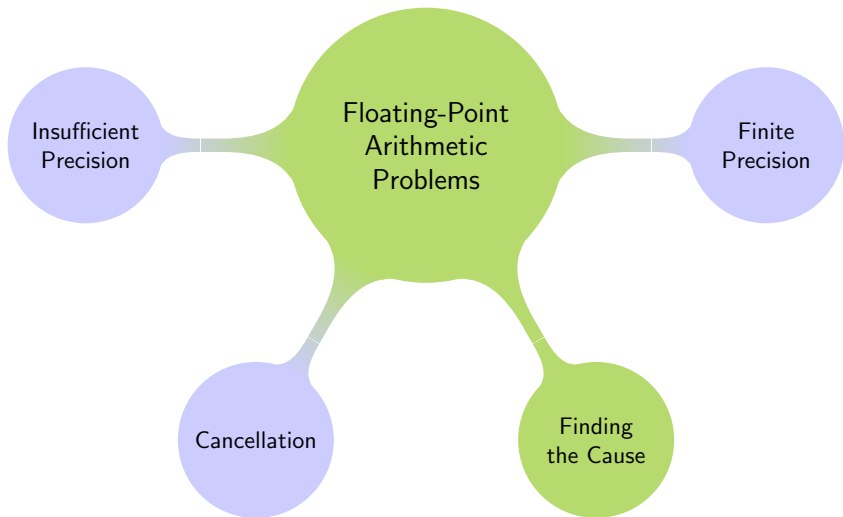 Floating-Point
Arithmetic
Problems
Insufficient
Precision
Finite
Precision
Cancellation
Finding
the Cause